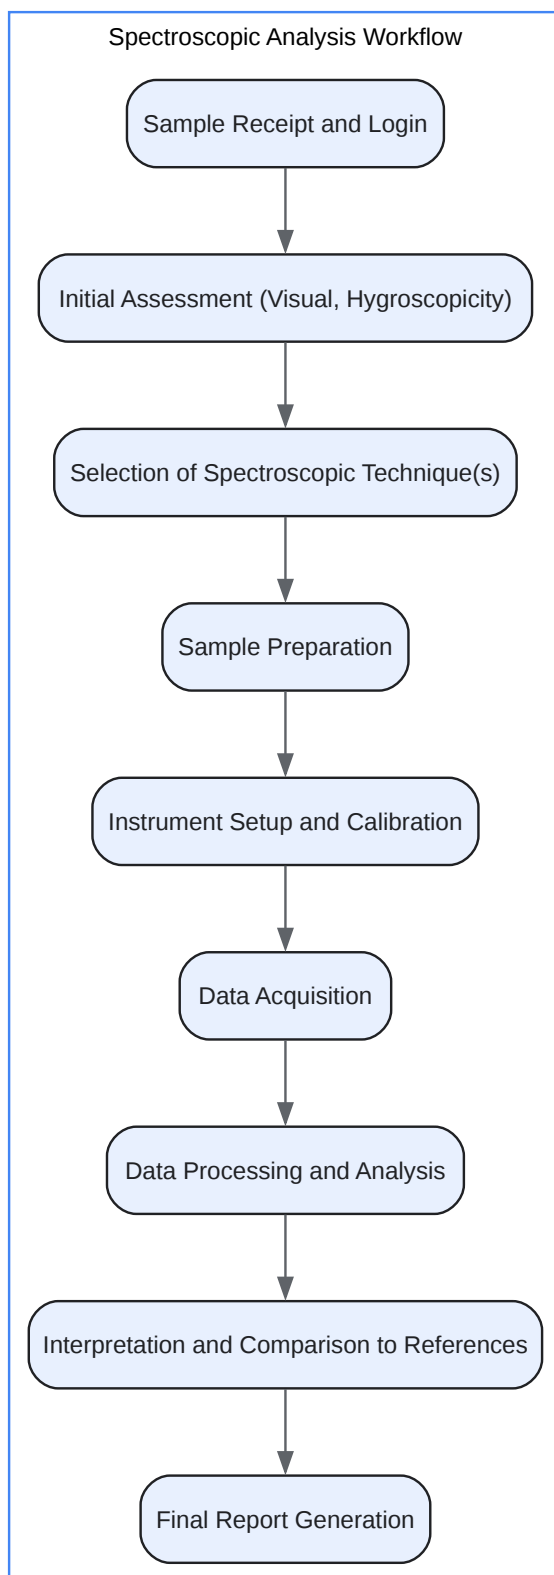 Spectroscopic Analysis Workflow
Sample Receipt and Login
Initial Assessment (Visual, Hygroscopicity)
Selection of Spectroscopic Technique(s)
Sample Preparation
Instrument Setup and Calibration
Data Acquisition
Data Processing and Analysis
Interpretation and Comparison to References
Final Report Generation